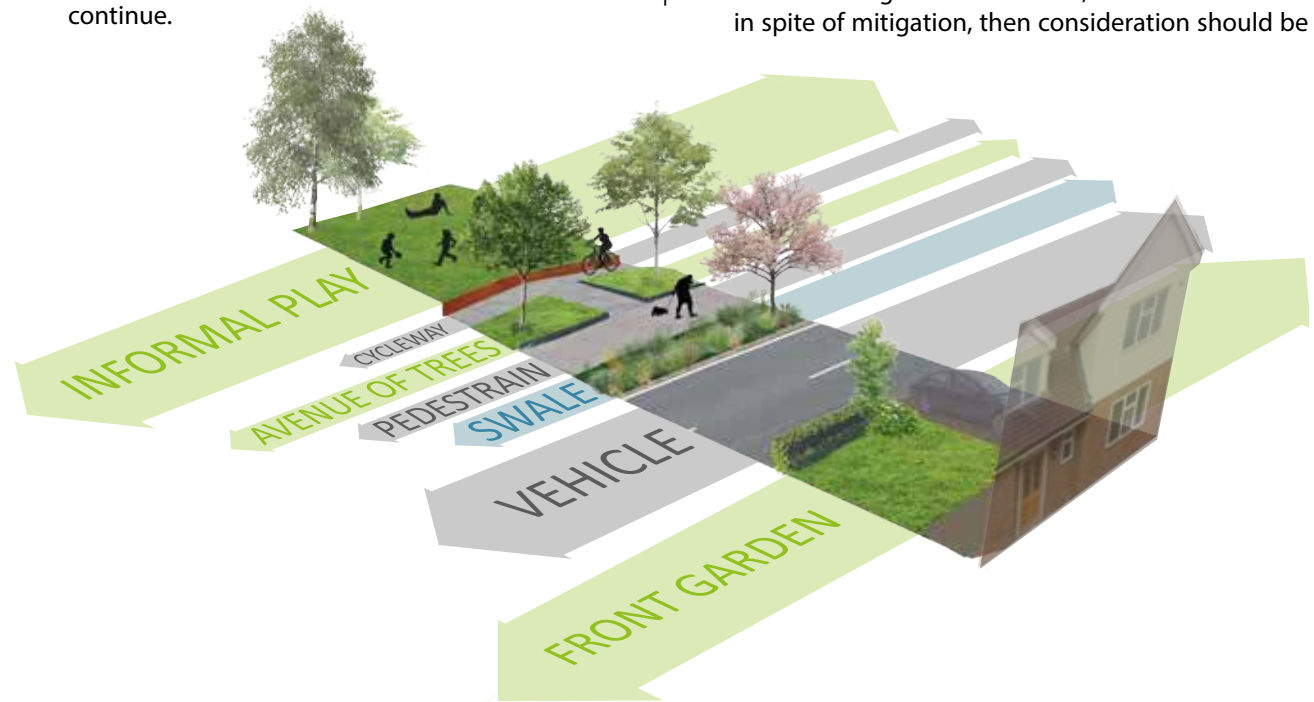 continue.
in spite of mitigation, then consideration should be
INFORMAL PLAY
CYCLEWAY
AVENUE OF TREES
PEDESTRAIN
SWALE
VEHICLE
FRONT GARDEN